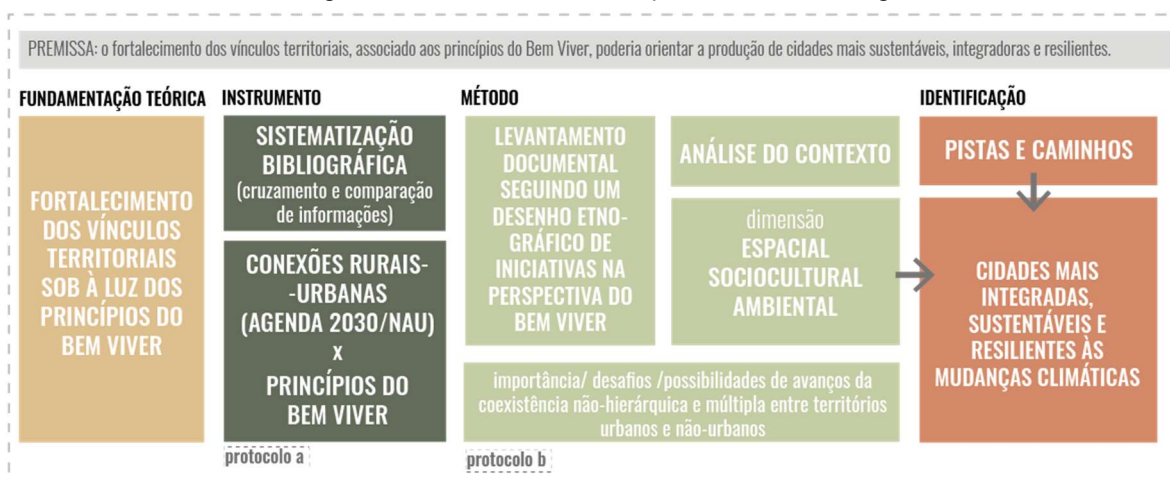 PREMISSA: o fortalecimento dos vínculos territoriais, associado aos princípios do Bem Viver, poderia orientar a produção de cidades mais sustentáveis, integradoras e resilientes.
FUNDAMENTAÇÃO TEÓRICA
FORTALECIMENTO
DOS VÍNCULOS
TERRITORIAIS
SOB À LUZ DOS
PRINCÍPIOS DO
BEM VIVER
INSTRUMENTO
SISTEMATIZAÇÃO
BIBLIOGRÁFICA
(cruzamento e comparação
de informações)
CONEXÕES RURAIS-
-URBANAS
(AGENDA 2030/NAU)
x
PRINCÍPIOS DO
BEM VIVER
protocolo a
MÉTODO
LEVANTAMENTO
DOCUMENTAL
SEGUINDO UM
DESENHO ETNO-
GRÁFICO DE
INICIATIVAS NA
PERSPECTIVA DO
BEM VIVER
ANÁLISE DO CONTEXTO
dimensão
ESPACIAL
SOCIOCULTURAL
AMBIENTAL
importância/ desafios /possibilidades de avanços da
coexistência não-hierárquica e múltipla entre territórios
urbanos e não-urbanos
protocolo b
IDENTIFICAÇÃO
PISTAS E CAMINHOS
CIDADES MAIS
INTEGRADAS,
SUSTENTÁVEIS E
RESILIENTES ÀS
MUDANÇAS CLIMÁTICAS